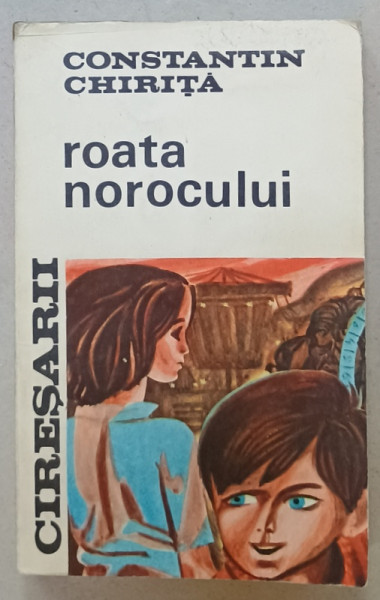 CONSTANTIN
CHIRIȚĂ
roata
norocului
CIREȘARII